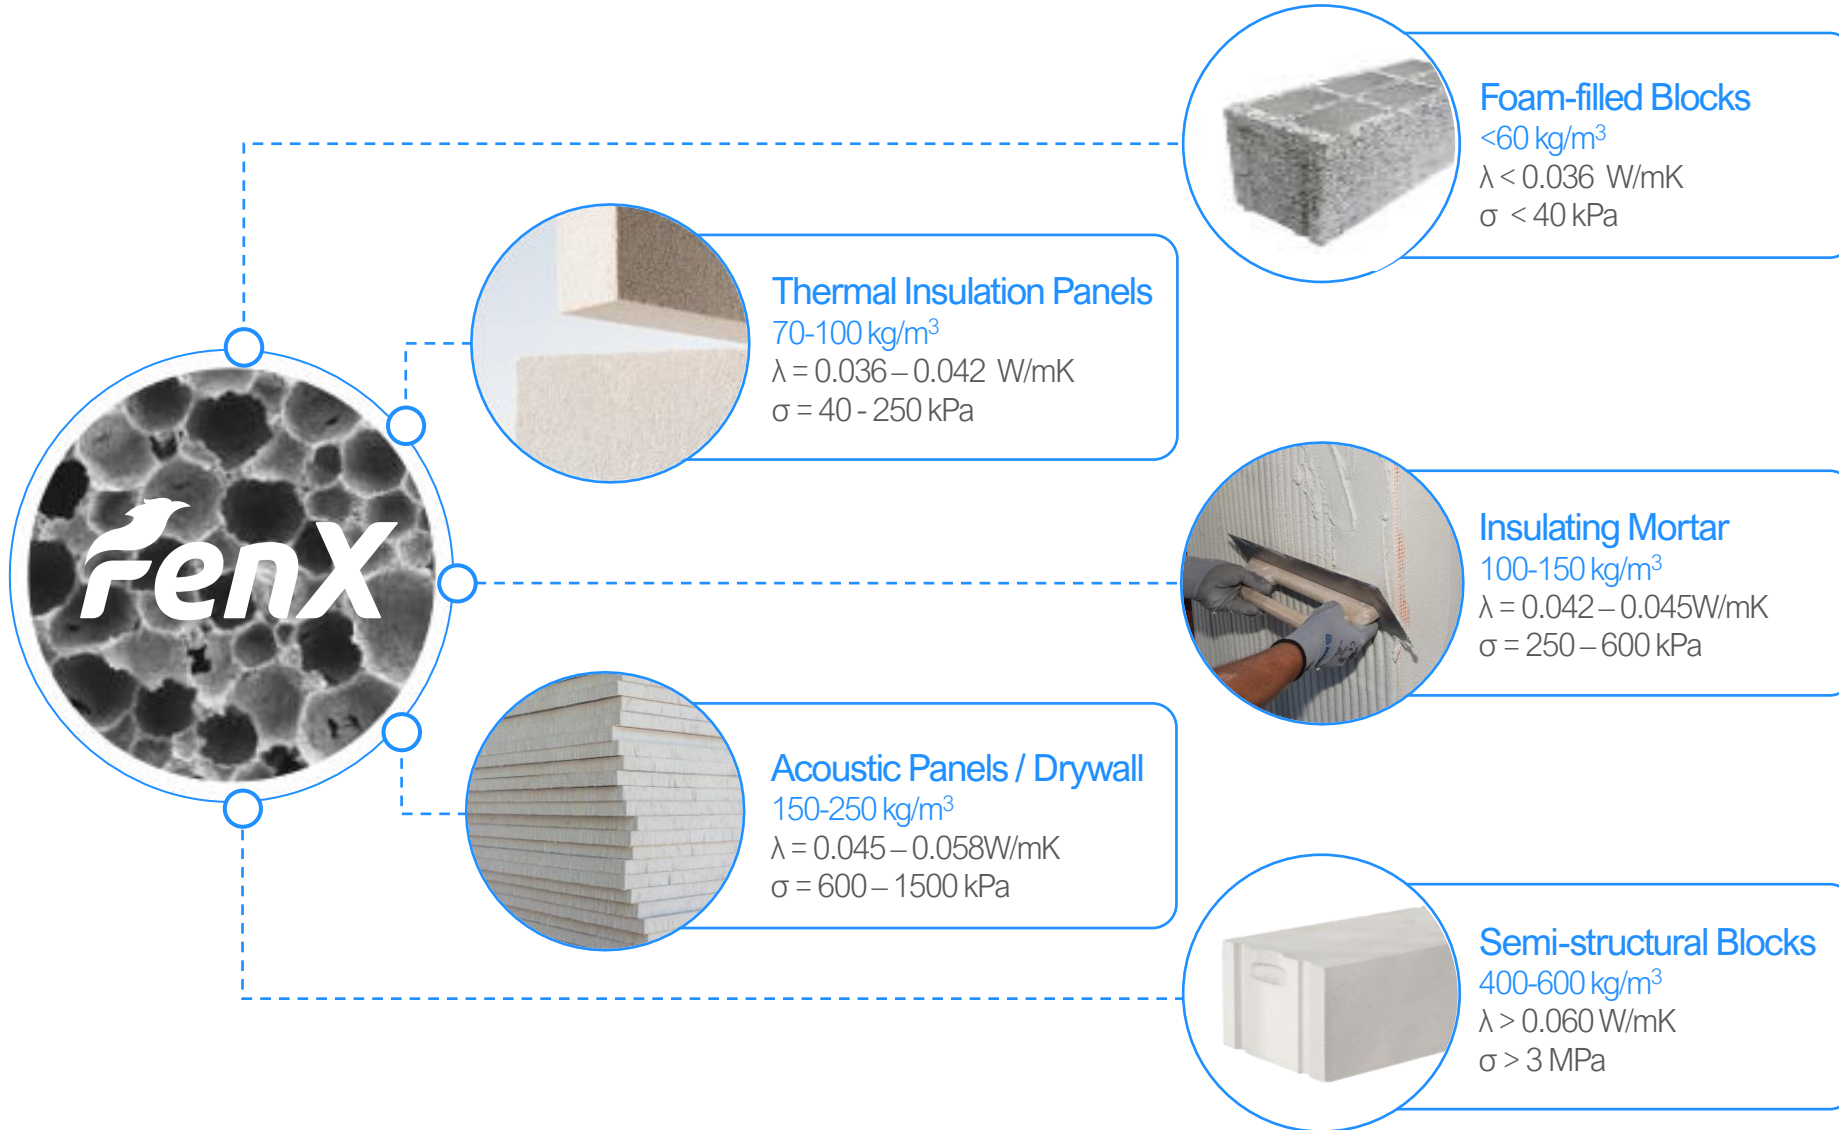 Foam-filled Blocks
<60 kg/m³
λ < 0.036 W/mK
σ < 40 kPa
Thermal Insulation Panels
70-100 kg/m³
λ = 0.036 – 0.042 W/mK
σ = 40 - 250 kPa
FenX
Insulating Mortar
100-150 kg/m³
λ = 0.042 – 0.045W/mK
σ = 250 – 600 kPa
Acoustic Panels / Drywall
150-250 kg/m³
λ = 0.045 – 0.058W/mK
σ = 600 – 1500 kPa
Semi-structural Blocks
400-600 kg/m³
λ > 0.060 W/mK
σ > 3 MPa